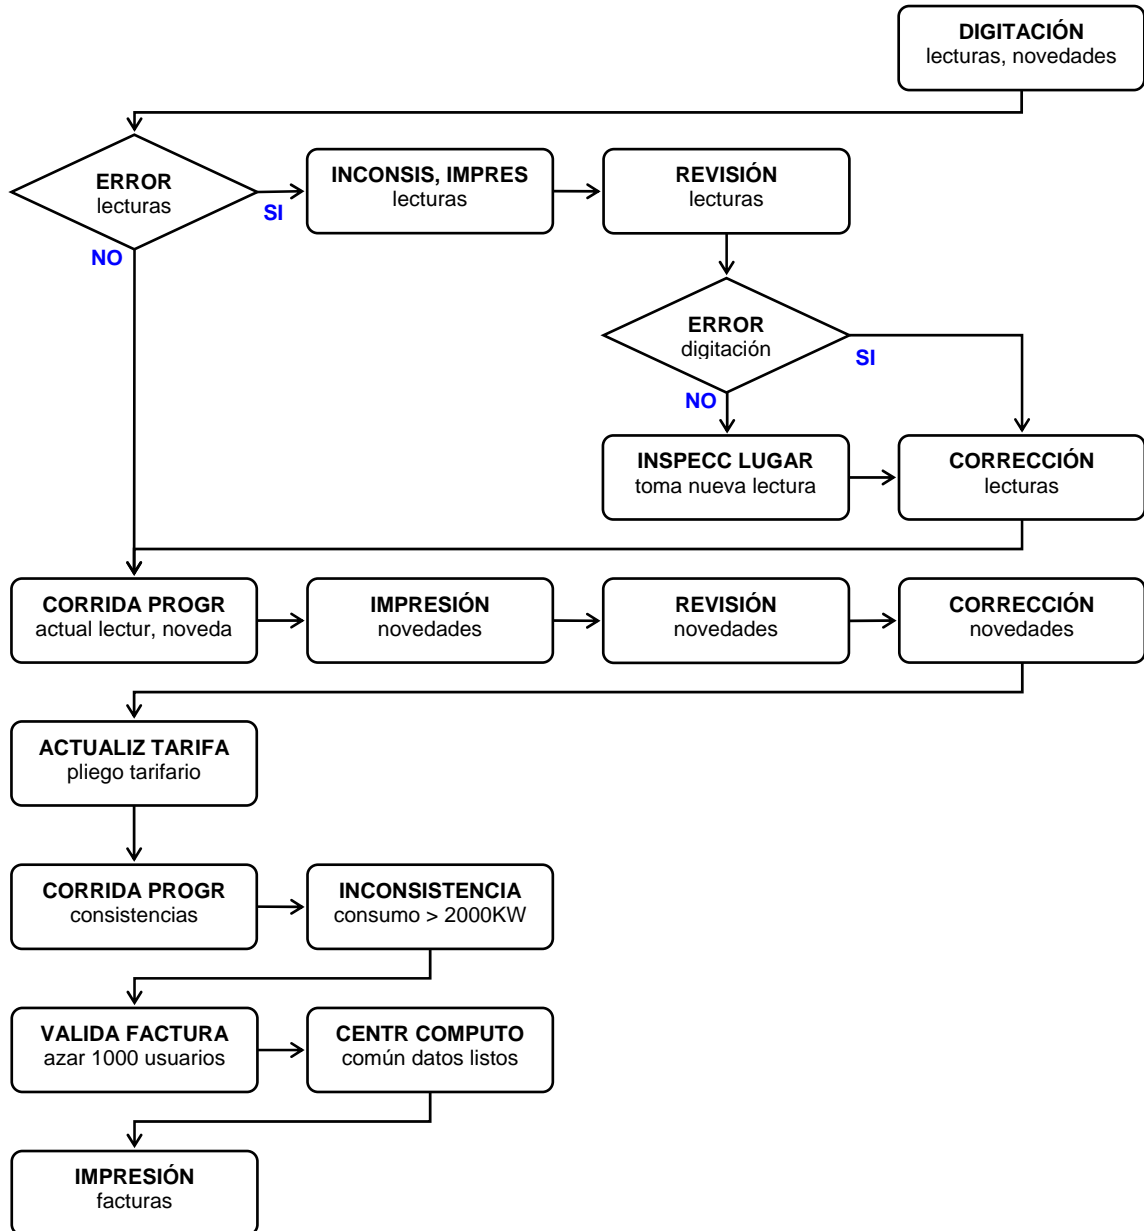 DIGITACIÓN
lecturas, novedades
ERROR
lecturas
SI
NO
INCONSIS, IMPRES
lecturas
REVISIÓN
lecturas
ERROR
digitación
SI
NO
INSPECC LUGAR
toma nueva lectura
CORRECCIÓN
lecturas
CORRIDA PROGR
actual lectur, noveda
IMPRESIÓN
novedades
REVISIÓN
novedades
CORRECCIÓN
novedades
ACTUALIZ TARIFA
pliego tarifario
CORRIDA PROGR
consistencias
INCONSISTENCIA
consumo > 2000KW
VALIDA FACTURA
azar 1000 usuarios
CENTR COMPUTO
común datos listos
IMPRESIÓN
facturas